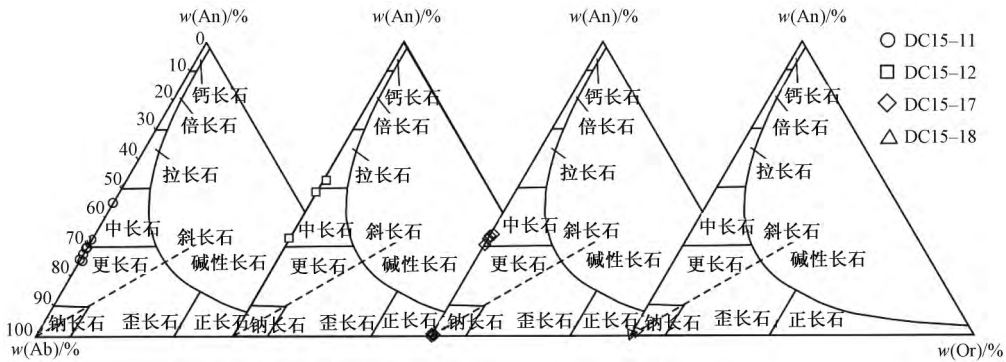 w(An)/% w(An)/% w(An)/% w(An)/%
0
10
20
30
40
50
60
70
80
90
100
钙长石 钙长石 钙长石 钙长石
倍长石 倍长石 倍长石 倍长石
拉长石 拉长石 拉长石 拉长石
中长石 中长石 中长石 中长石
斜长石 斜长石 斜长石 斜长石
更长石 碱性长石 更长石 碱性长石 更长石 碱性长石 更长石 碱性长石
钠长石 歪长石 正长石 钠长石 歪长石 正长石 钠长石 歪长石 正长石 钠长石 歪长石 正长石
w(Ab)/% w(Or)/%
DC15–11
DC15–12
DC15–17
DC15–18